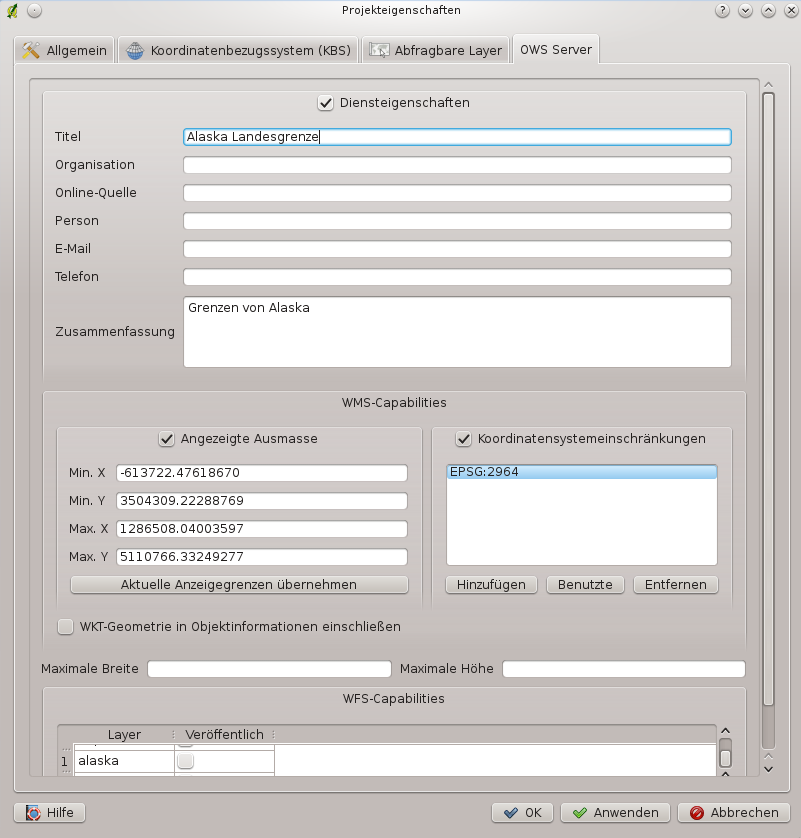 Projekteigenschaften
Allgemein
Koordinatenbezugssystem (KBS)
Abfragbare Layer
OWS Server
Diensteigenschaften
Titel
Alaska Landesgrenze
Organisation
Online-Quelle
Person
E-Mail
Telefon
Zusammenfassung
Grenzen von Alaska
WMS-Capabilities
Angezeigte Ausmasse
Min. X
-613722.47618670
Min. Y
3504309.22288769
Max. X
1286508.04003597
Max. Y
5110766.33249277
Aktuelle Anzeigegrenzen übernehmen
Koordinatensystemeinschränkungen
EPSG:2964
Hinzufügen
Benutzte
Entfernen
WKT-Geometrie in Objektinformationen einschließen
Maximale Breite
Maximale Höhe
WFS-Capabilities
Layer
Veröffentlich
1
alaska
Hilfe
OK
Anwenden
Abbrechen